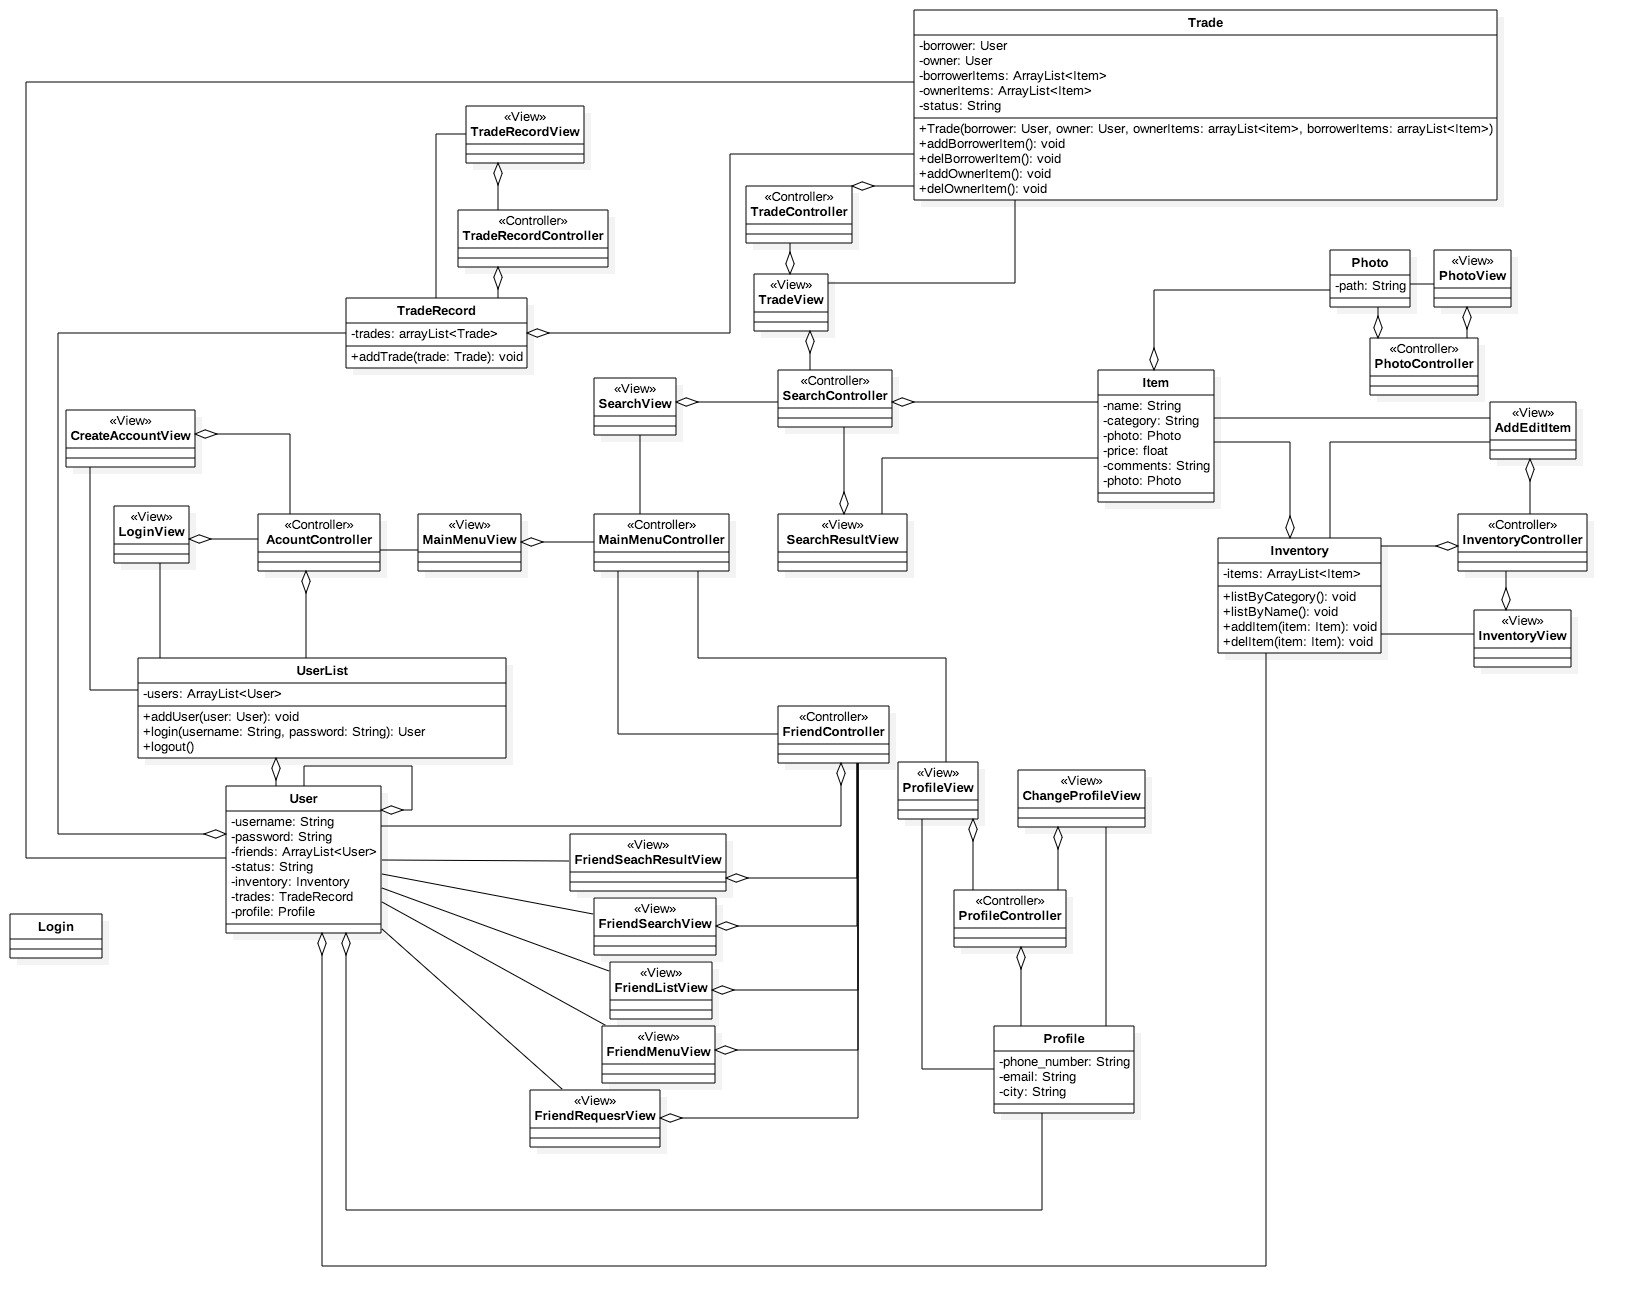 Trade
-borrower: User
-owner: User
-borrowerItems: ArrayList<Item>
-ownerItems: ArrayList<Item>
-status: String
+Trade(borrower: User, owner: User, ownerItems: arrayList<item>, borrowerItems: arrayList<Item>)
+addBorrowerItem(): void
+delBorrowerItem(): void
+addOwnerItem(): void
+delOwnerItem(): void
«View»
TradeRecordView
«Controller»
TradeRecordController
«Controller»
TradeController
«View»
TradeView
TradeRecord
-trades: arrayList<Trade>
+addTrade(trade: Trade): void
Photo
-path: String
«View»
PhotoView
«Controller»
PhotoController
«View»
SearchView
«Controller»
SearchController
Item
-name: String
-category: String
-photo: Photo
-price: float
-comments: String
-photo: Photo
«View»
AddEditItem
«View»
CreateAccountView
«View»
LoginView
«Controller»
AcountController
«View»
MainMenuView
«Controller»
MainMenuController
«View»
SearchResultView
Inventory
-items: ArrayList<Item>
+listByCategory(): void
+listByName(): void
+addItem(item: Item): void
+delItem(item: Item): void
«Controller»
InventoryController
«View»
InventoryView
UserList
-users: ArrayList<User>
+addUser(user: User): void
+login(username: String, password: String): User
+logout()
«Controller»
FriendController
«View»
ProfileView
«View»
ChangeProfileView
User
-username: String
-password: String
-friends: ArrayList<User>
-status: String
-inventory: Inventory
-trades: TradeRecord
-profile: Profile
«View»
FriendSeachResultView
«View»
FriendSearchView
«Controller»
ProfileController
Login
«View»
FriendListView
«View»
FriendMenuView
Profile
-phone_number: String
-email: String
-city: String
«View»
FriendRequesrView